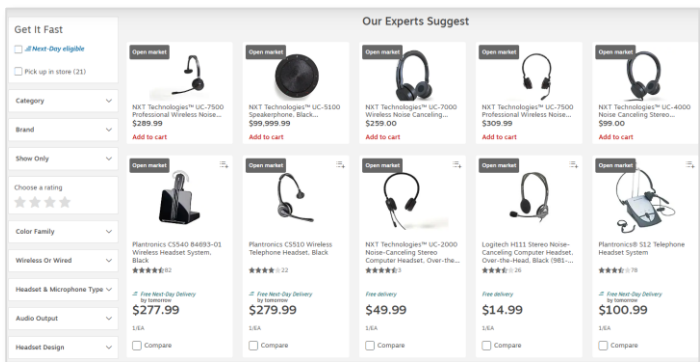 Our Experts Suggest
Get It Fast
Next-Day eligible
Pick up in store (21)
Category
Brand
Show Only
Choose a rating
Color Family
Wireless Or Wired
Headset & Microphone Type
Audio Output
Headset Design
Open market
NXT Technologies™ UC-7500
Professional Wireless Noise...
$289.99
Add to cart
Open market
NXT Technologies™ UC-5100
Speakerphone, Black...
$99,999.99
Add to cart
Open market
NXT Technologies™ UC-7000
Wireless Noise Canceling...
$259.00
Add to cart
Open market
NXT Technologies™ UC-7500
Professional Wireless Noise...
$309.99
Add to cart
Open market
NXT Technologies™ UC-4000
Noise Canceling Stereo...
$99.00
Add to cart
Open market
Plantronics CS540 84693-01
Wireless Headset System,
Black
82
Free Next-Day Delivery
by tomorrow
$277.99
1/EA
Compare
Plantronics CS510 Wireless
Telephone Headset, Black
22
Free Next-Day Delivery
by tomorrow
$279.99
1/EA
Compare
Open market
NXT Technologies™ UC-2000
Noise-Canceling Stereo
Computer Headset, Over-the...
3
Free delivery
$49.99
1/EA
Compare
Open market
Logitech H111 Stereo Noise-
Canceling Computer Headset,
Over-the-Head, Black (981-...
26
Free delivery
$14.99
1/EA
Compare
Open market
Plantronics® S12 Telephone
Headset System
78
Free Next-Day Delivery
by tomorrow
$100.99
1/EA
Compare